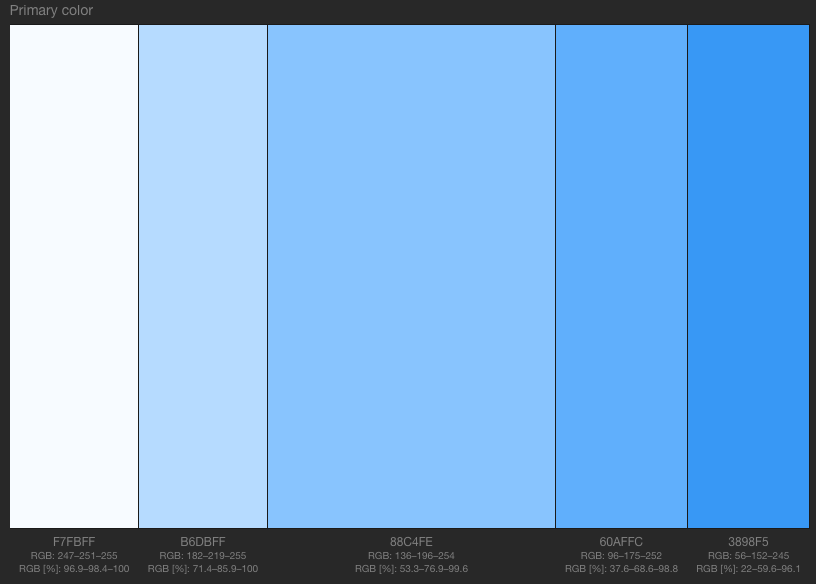 Primary color
F7FBFF
RGB: 247–251–255
RGB [%]: 96.9–98.4–100
B6DBFF
RGB: 182–219–255
RGB [%]: 71.4–85.9–100
88C4FE
RGB: 136–196–254
RGB [%]: 53.3–76.9–99.6
60AFFC
RGB: 96–175–252
RGB [%]: 37.6–68.6–98.8
3898F5
RGB: 56–152–245
RGB [%]: 22–59.6–96.1